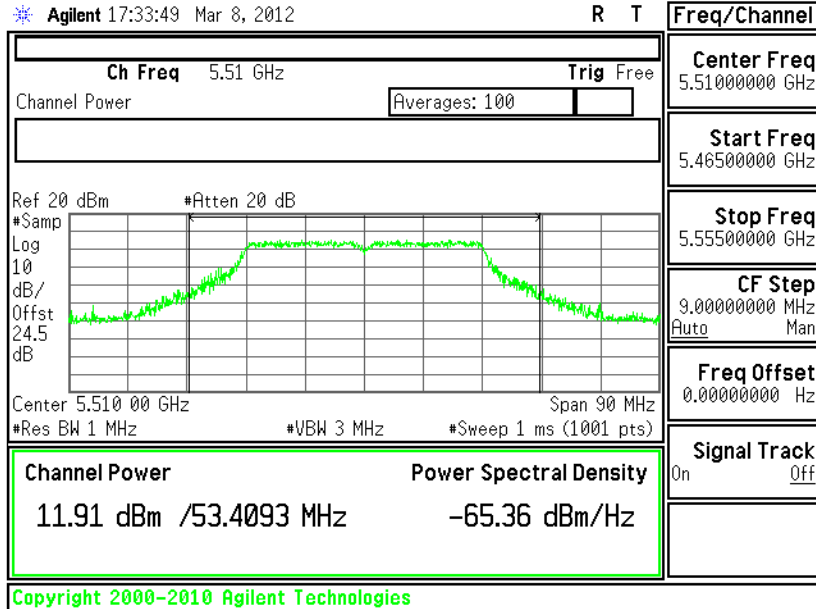 Agilent 17:33:49 Mar 8, 2012 R T
Ch Freq 5.51 GHz Trig Free
Channel Power Averages: 100
Ref 20 dBm #Atten 20 dB
#Samp
Log
10
dB/
Offst
24.5
dB
Center 5.510 00 GHz Span 90 MHz
#Res BW 1 MHz #VBW 3 MHz #Sweep 1 ms (1001 pts)
Channel Power Power Spectral Density
11.91 dBm /53.4093 MHz -65.36 dBm/Hz
Copyright 2000-2010 Agilent Technologies
Freq/Channel
Center Freq
5.51000000 GHz
Start Freq
5.46500000 GHz
Stop Freq
5.55500000 GHz
CF Step
9.00000000 MHz
Auto Man
Freq Offset
0.00000000 Hz
Signal Track
On Off